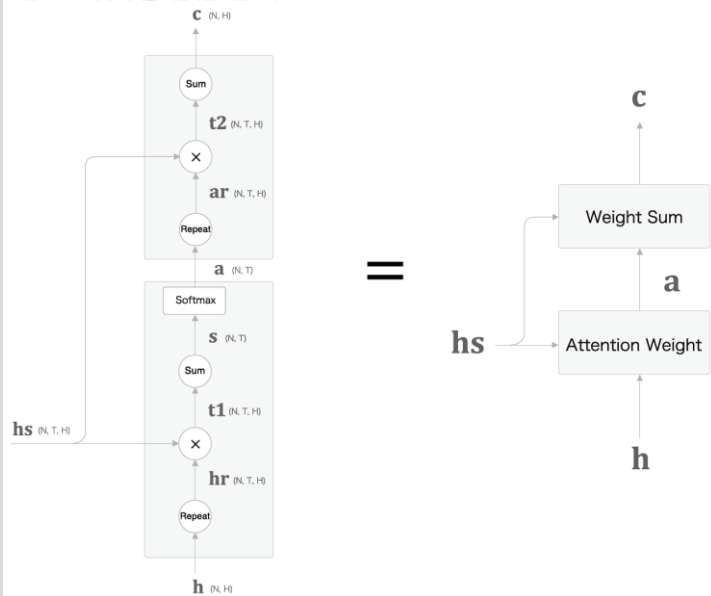 c (N, H)
Sum
t2 (N, T, H)
×
ar (N, T, H)
Repeat
a (N, T)
Softmax
s (N, T)
Sum
t1 (N, T, H)
hs (N, T, H)
×
hr (N, T, H)
Repeat
h (N, H)
=
c
Weight Sum
a
hs
Attention Weight
h